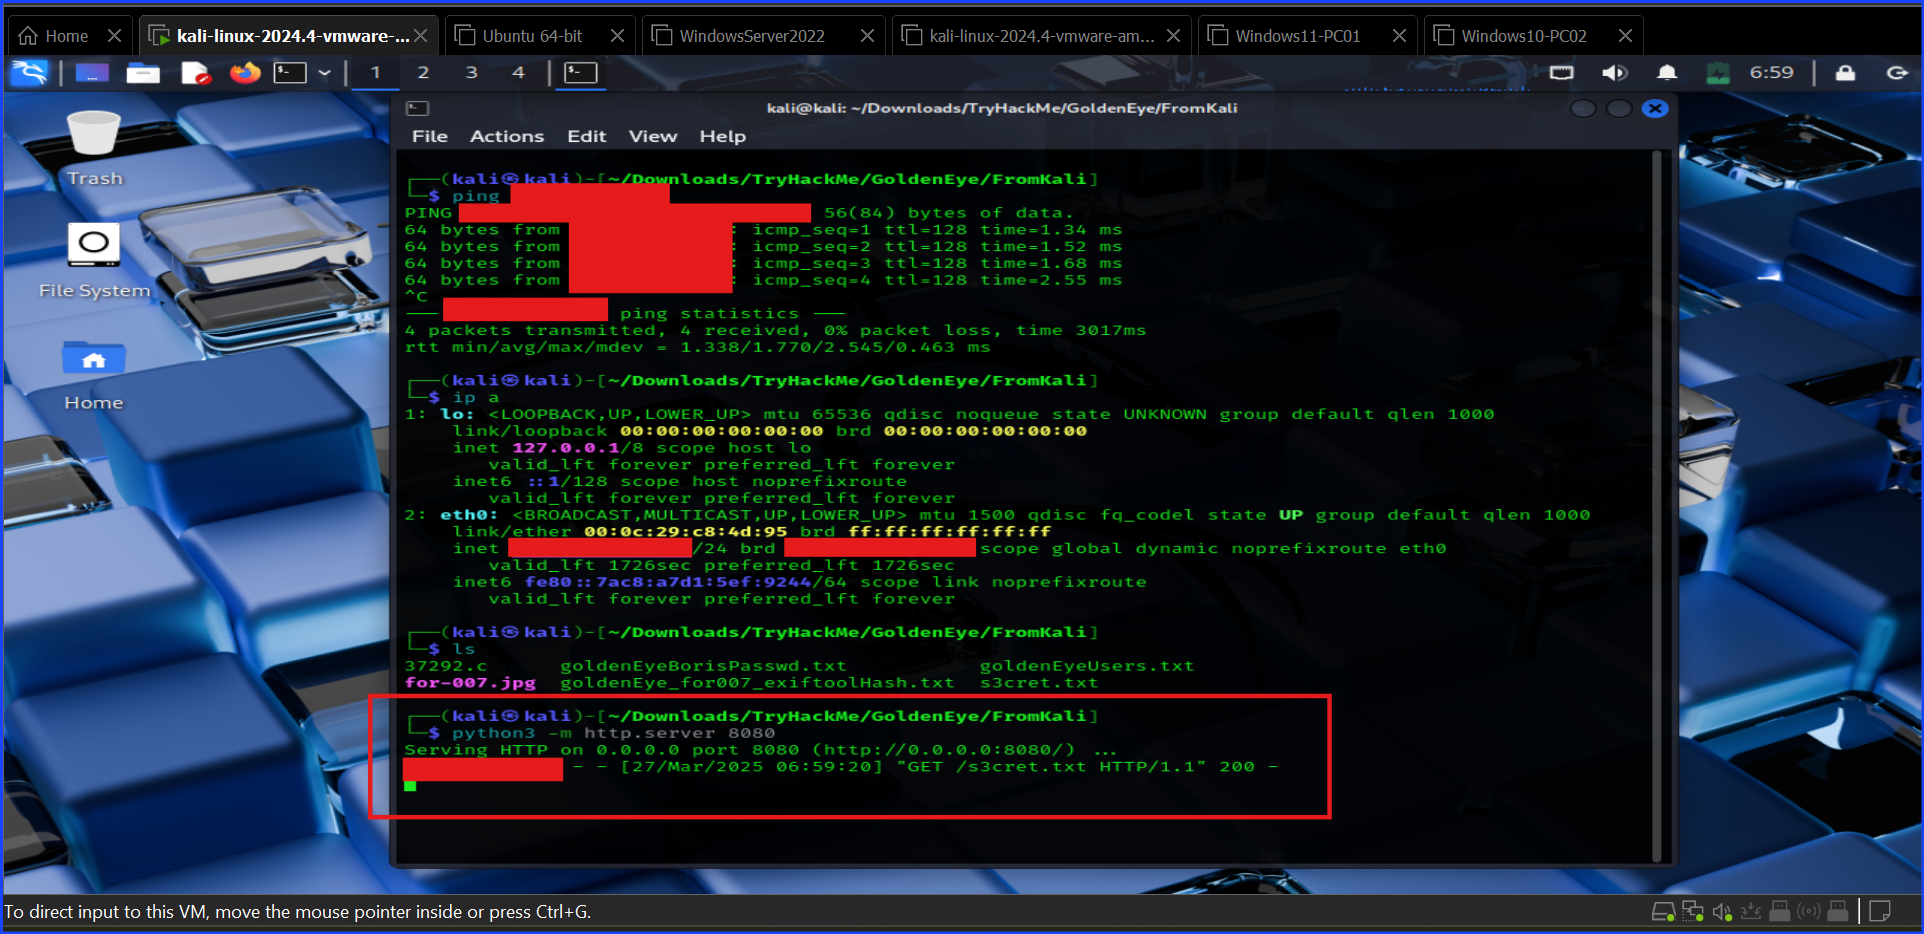 Home
kali-linux-2024.4-vmware-...
Ubuntu 64-bit
WindowsServer2022
kali-linux-2024.4-vmware-am...
Windows11-PC01
Windows10-PC02
1 2 3 4
6:59
Trash
File System
Home
kali@kali: ~/Downloads/TryHackMe/GoldenEye/FromKali
File Actions Edit View Help
┌──(kali㉿kali)-[~/Downloads/TryHackMe/GoldenEye/FromKali]
└─$ ping
PING 56(84) bytes of data.
64 bytes from : icmp_seq=1 ttl=128 time=1.34 ms
64 bytes from : icmp_seq=2 ttl=128 time=1.52 ms
64 bytes from : icmp_seq=3 ttl=128 time=1.68 ms
64 bytes from : icmp_seq=4 ttl=128 time=2.55 ms
^C
--- ping statistics ---
4 packets transmitted, 4 received, 0% packet loss, time 3017ms
rtt min/avg/max/mdev = 1.338/1.770/2.545/0.463 ms
┌──(kali㉿kali)-[~/Downloads/TryHackMe/GoldenEye/FromKali]
└─$ ip a
1: lo: <LOOPBACK,UP,LOWER_UP> mtu 65536 qdisc noqueue state UNKNOWN group default qlen 1000
link/loopback 00:00:00:00:00:00 brd 00:00:00:00:00:00
inet 127.0.0.1/8 scope host lo
valid_lft forever preferred_lft forever
inet6 ::1/128 scope host noprefixroute
valid_lft forever preferred_lft forever
2: eth0: <BROADCAST,MULTICAST,UP,LOWER_UP> mtu 1500 qdisc fq_codel state UP group default qlen 1000
link/ether 00:0c:29:c8:4d:95 brd ff:ff:ff:ff:ff:ff
inet /24 brd scope global dynamic noprefixroute eth0
valid_lft 1726sec preferred_lft 1726sec
inet6 fe80::7ac8:a7d1:5ef:9244/64 scope link noprefixroute
valid_lft forever preferred_lft forever
┌──(kali㉿kali)-[~/Downloads/TryHackMe/GoldenEye/FromKali]
└─$ ls
37292.c goldenEyeBorisPasswd.txt goldenEyeUsers.txt
for-007.jpg goldenEye_for007_exiftoolHash.txt s3cret.txt
┌──(kali㉿kali)-[~/Downloads/TryHackMe/GoldenEye/FromKali]
└─$ python3 -m http.server 8080
Serving HTTP on 0.0.0.0 port 8080 (http://0.0.0.0:8080/) ...
- - [27/Mar/2025 06:59:20] "GET /s3cret.txt HTTP/1.1" 200 -
To direct input to this VM, move the mouse pointer inside or press Ctrl+G.